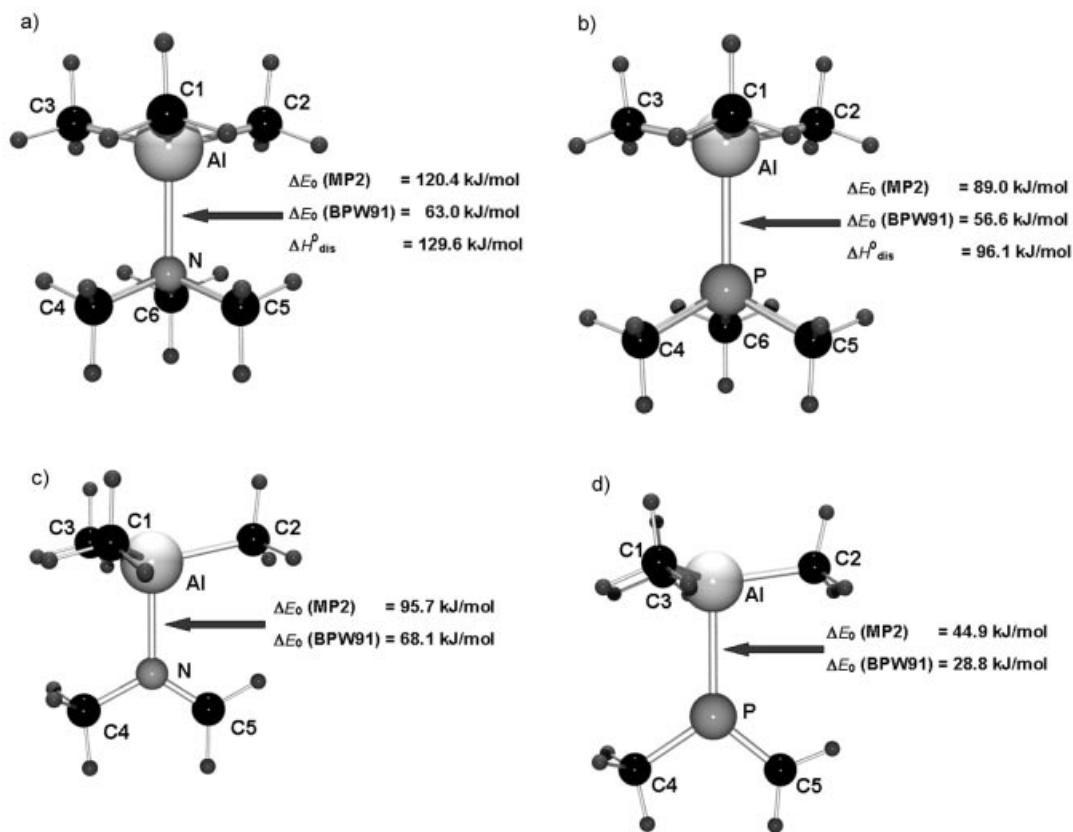 a)
C1
C3
C2
Al
ΔE₀ (MP2) = 120.4 kJ/mol
ΔE₀ (BPW91) = 63.0 kJ/mol
ΔH⁰dis = 129.6 kJ/mol
N
C4
C6
C5
b)
C1
C3
C2
Al
ΔE₀ (MP2) = 89.0 kJ/mol
ΔE₀ (BPW91) = 56.6 kJ/mol
ΔH⁰dis = 96.1 kJ/mol
P
C4
C6
C5
c)
C3
C1
C2
Al
ΔE₀ (MP2) = 95.7 kJ/mol
ΔE₀ (BPW91) = 68.1 kJ/mol
N
C4
C5
d)
C1
C3
C2
Al
ΔE₀ (MP2) = 44.9 kJ/mol
ΔE₀ (BPW91) = 28.8 kJ/mol
P
C4
C5